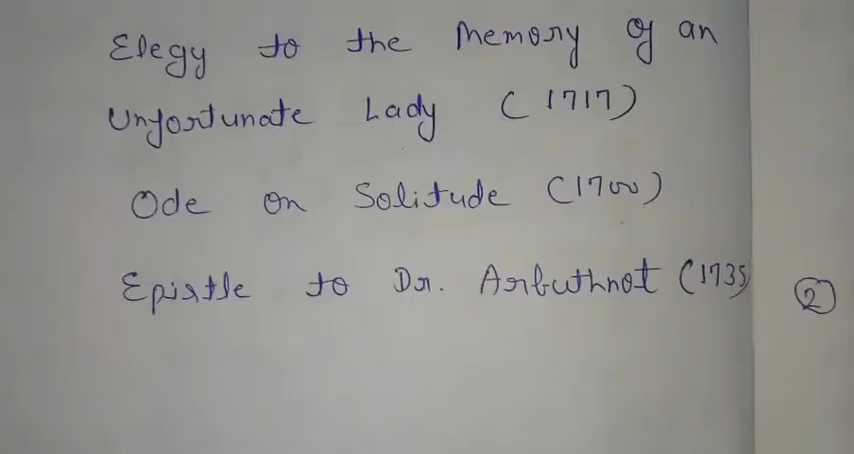 Elegy to the Memory of an
Unfortunate Lady (1717)
Ode on Solitude (1700)
Epistle to Dr. Arbuthnot (1735)
2